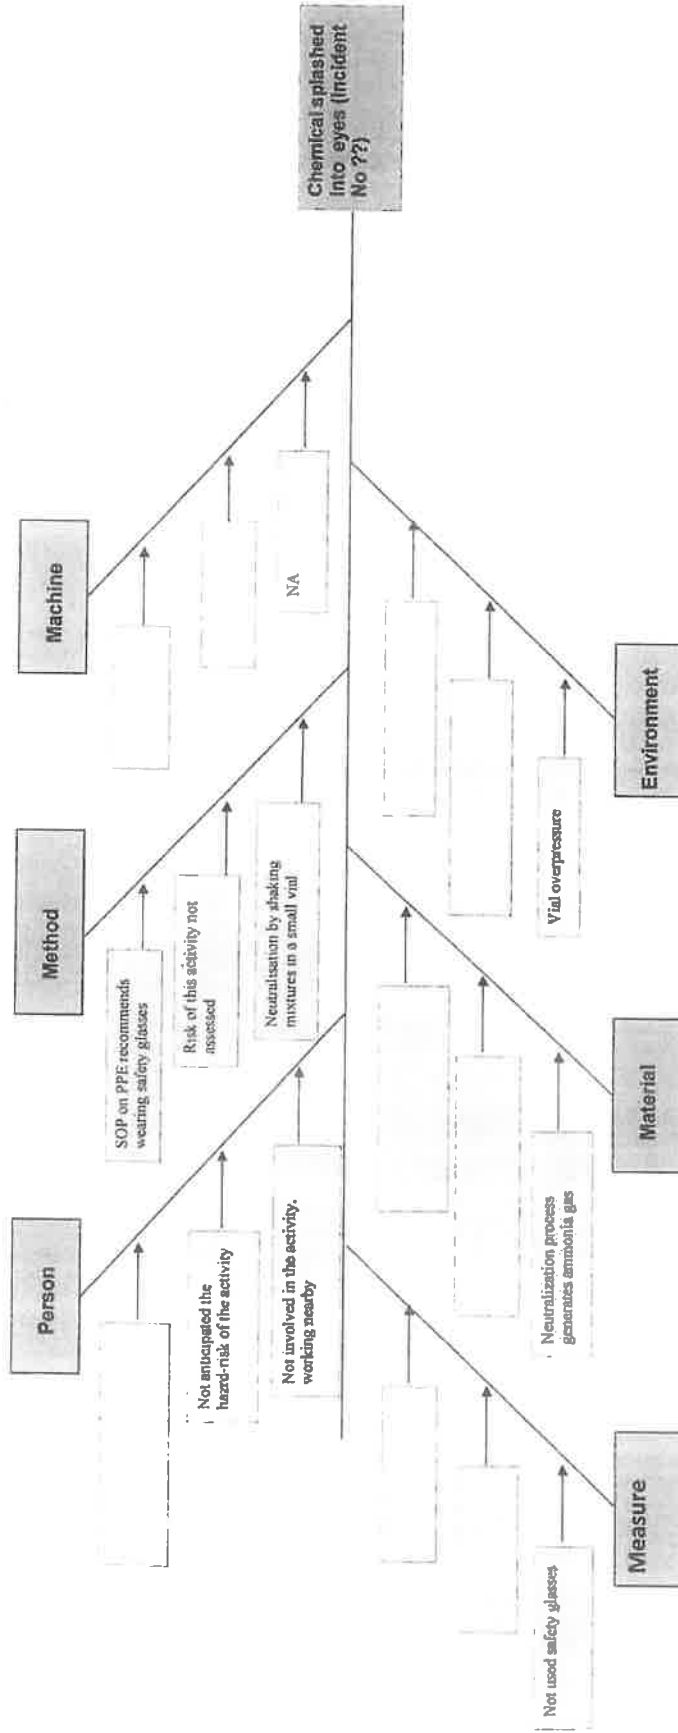 Person
Method
Machine
Not anticipated the
hazrd-risk of the activity
Not involved in the activity,
working nearby
SOP on PPE recommends
wearing safety glasses
Risk of this activity not
assessed
Neutralisation by shaking
mixtures in a small vial
NA
Chemical splashed
into eyes (Incident
No ??)
Not used safety glasses
Neutralization process
generates ammonia gas
Vial overpressure
Measure
Material
Environment